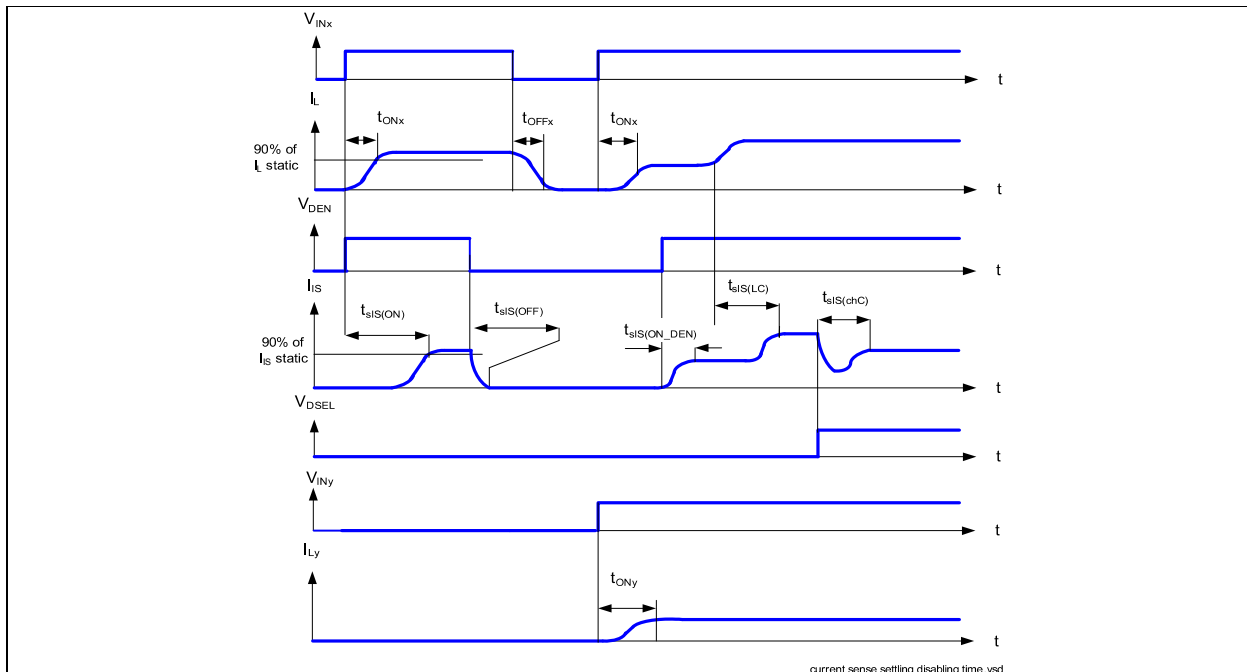 VINx
t
IL
tONx
tOFFx
tONx
90% of
IL static
t
VDEN
t
IIS
tsIS(ON)
tsIS(OFF)
tsIS(LC)
tsIS(chC)
tsIS(ON_DEN)
90% of
IIS static
t
VDSEL
t
VINy
t
ILy
tONy
t
current sense settling disabling time.vsd